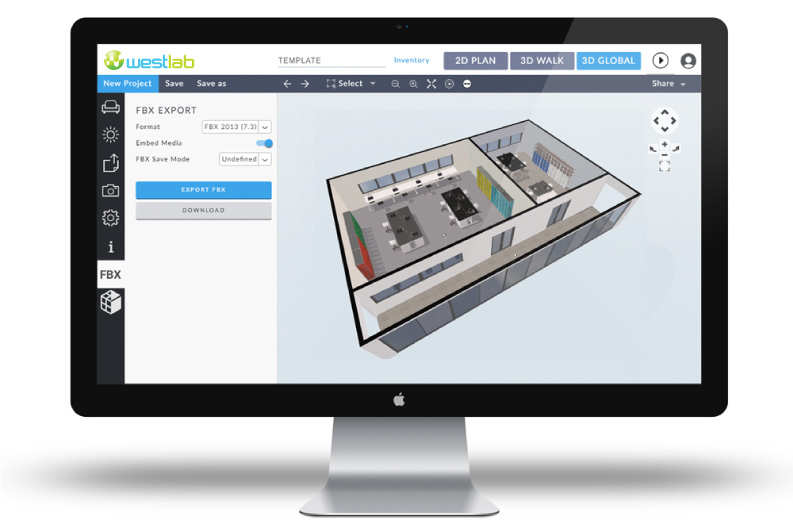 westlab
TEMPLATE
Inventory
2D PLAN
3D WALK
3D GLOBAL
New Project
Save
Save as
Select
Share
FBX EXPORT
Format
FBX 2013 (7.3)
Embed Media
FBX Save Mode
Undefined
EXPORT FBX
DOWNLOAD
i
FBX